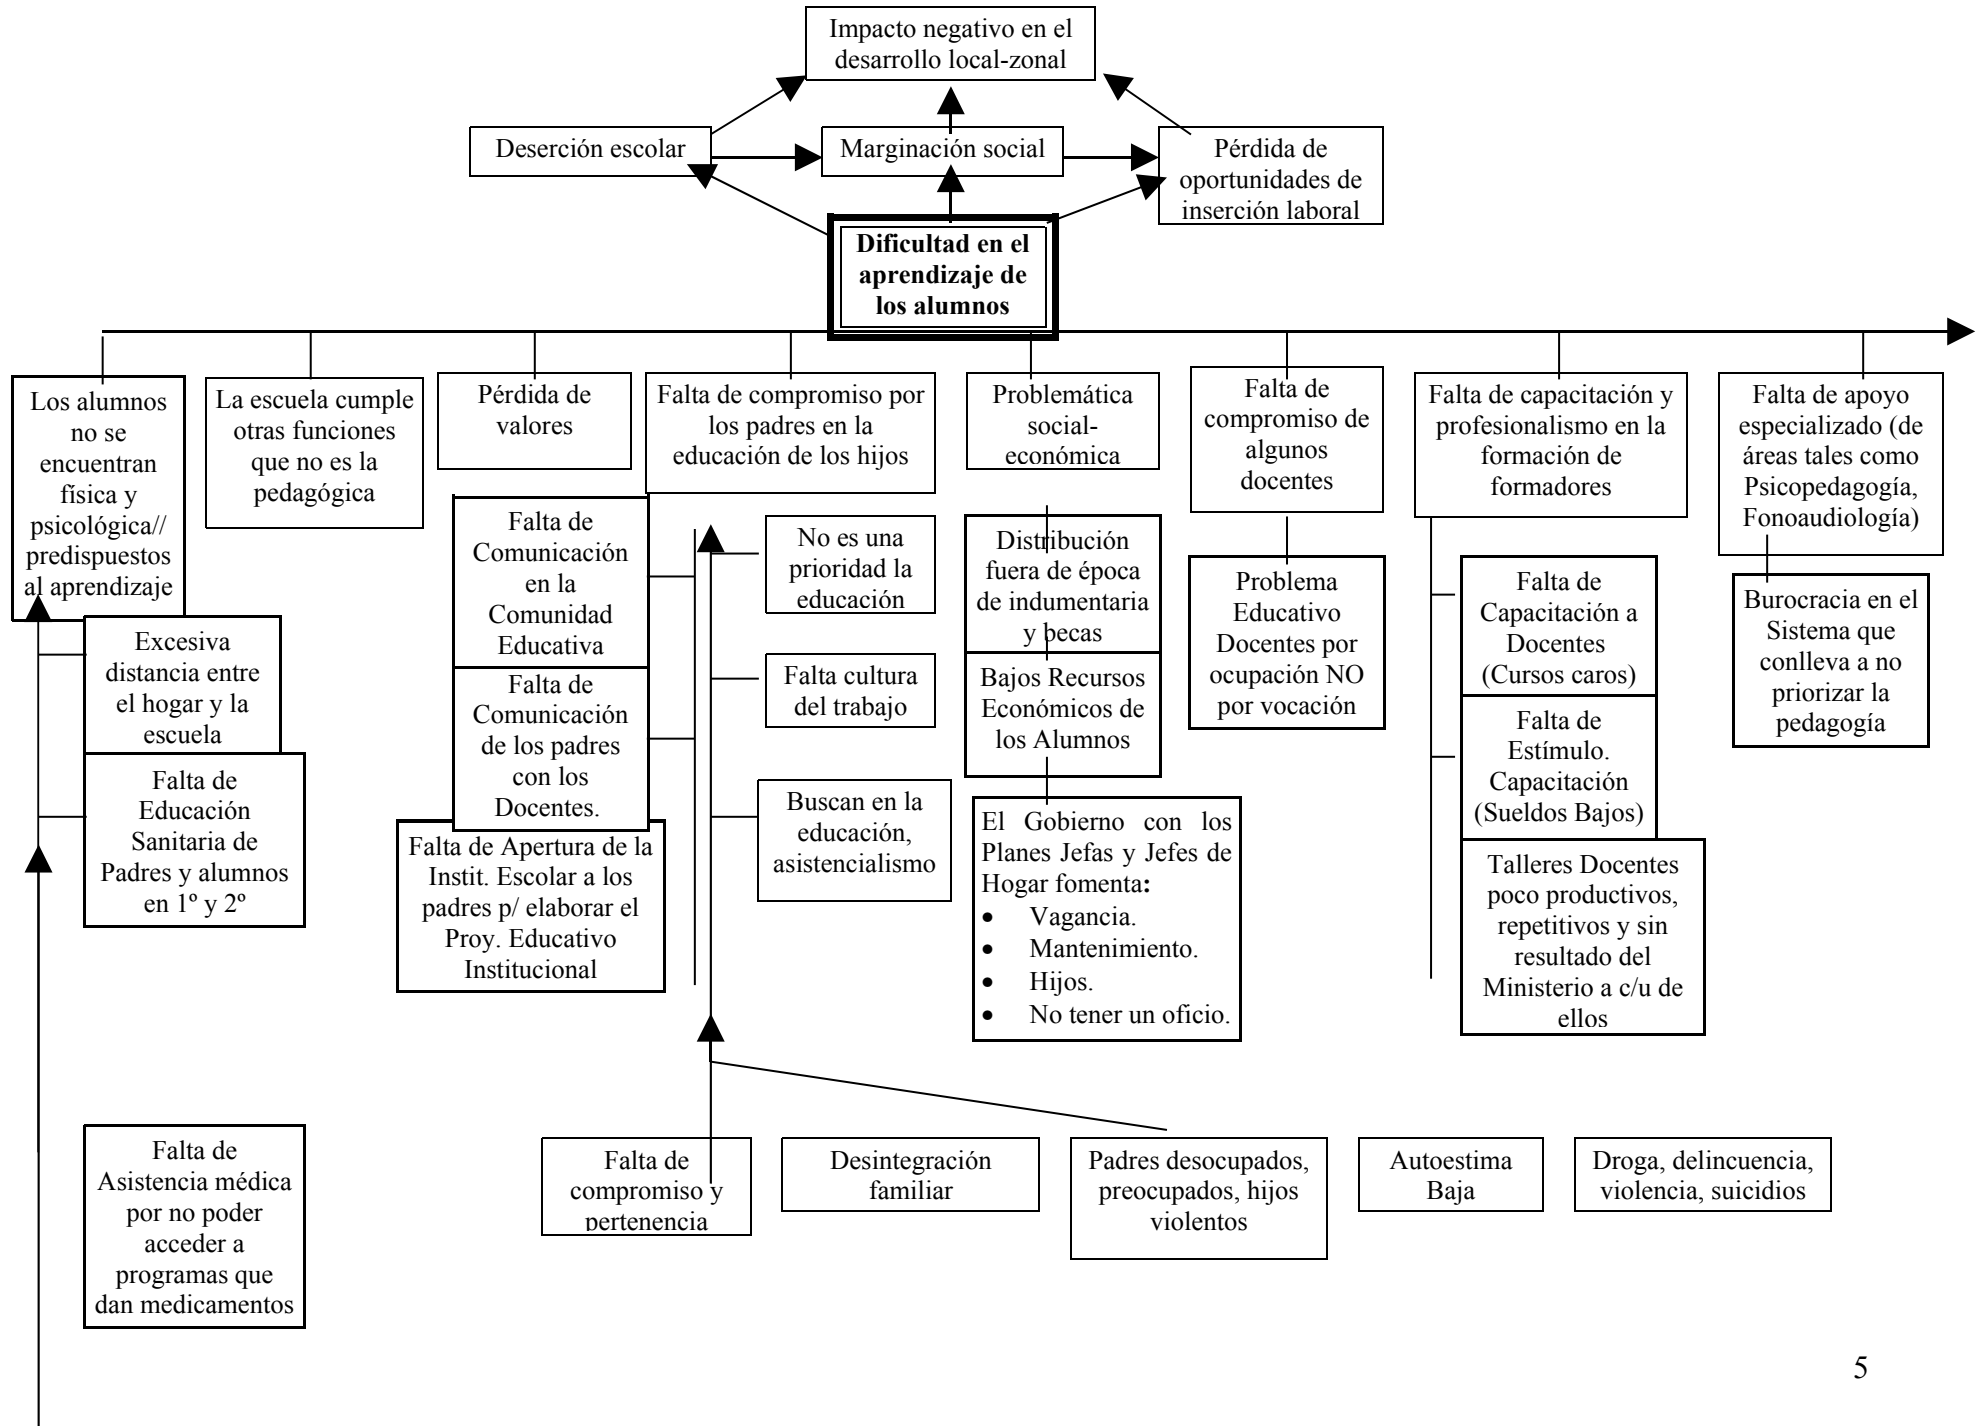 Impacto negativo en el
desarrollo local-zonal
Deserción escolar
Marginación social
Pérdida de
oportunidades de
inserción laboral
Dificultad en el
aprendizaje de
los alumnos
Los alumnos
no se
encuentran
física y
psicológica//
predispuestos
al aprendizaje
La escuela cumple
otras funciones
que no es la
pedagógica
Pérdida de
valores
Falta de compromiso por
los padres en la
educación de los hijos
Problemática
social-
económica
Falta de
compromiso de
algunos
docentes
Falta de capacitación y
profesionalismo en la
formación de
formadores
Falta de apoyo
especializado (de
áreas tales como
Psicopedagogía,
Fonoaudiología)
Excesiva
distancia entre
el hogar y la
escuela
Falta de
Educación
Sanitaria de
Padres y alumnos
en 1º y 2º
Falta de
Comunicación
en la
Comunidad
Educativa
Falta de
Comunicación
de los padres
con los
Docentes.
Falta de Apertura de la
Instit. Escolar a los
padres p/ elaborar el
Proy. Educativo
Institucional
No es una
prioridad la
educación
Falta cultura
del trabajo
Buscan en la
educación,
asistencialismo
Distribución
fuera de época
de indumentaria
y becas
Bajos Recursos
Económicos de
los Alumnos
El Gobierno con los
Planes Jefas y Jefes de
Hogar fomenta:
• Vagancia.
• Mantenimiento.
• Hijos.
• No tener un oficio.
Problema
Educativo
Docentes por
ocupación NO
por vocación
Falta de
Capacitación a
Docentes
(Cursos caros)
Falta de
Estímulo.
Capacitación
(Sueldos Bajos)
Talleres Docentes
poco productivos,
repetitivos y sin
resultado del
Ministerio a c/u de
ellos
Burocracia en el
Sistema que
conlleva a no
priorizar la
pedagogía
Falta de
Asistencia médica
por no poder
acceder a
programas que
dan medicamentos
Falta de
compromiso y
pertenencia
Desintegración
familiar
Padres desocupados,
preocupados, hijos
violentos
Autoestima
Baja
Droga, delincuencia,
violencia, suicidios
5